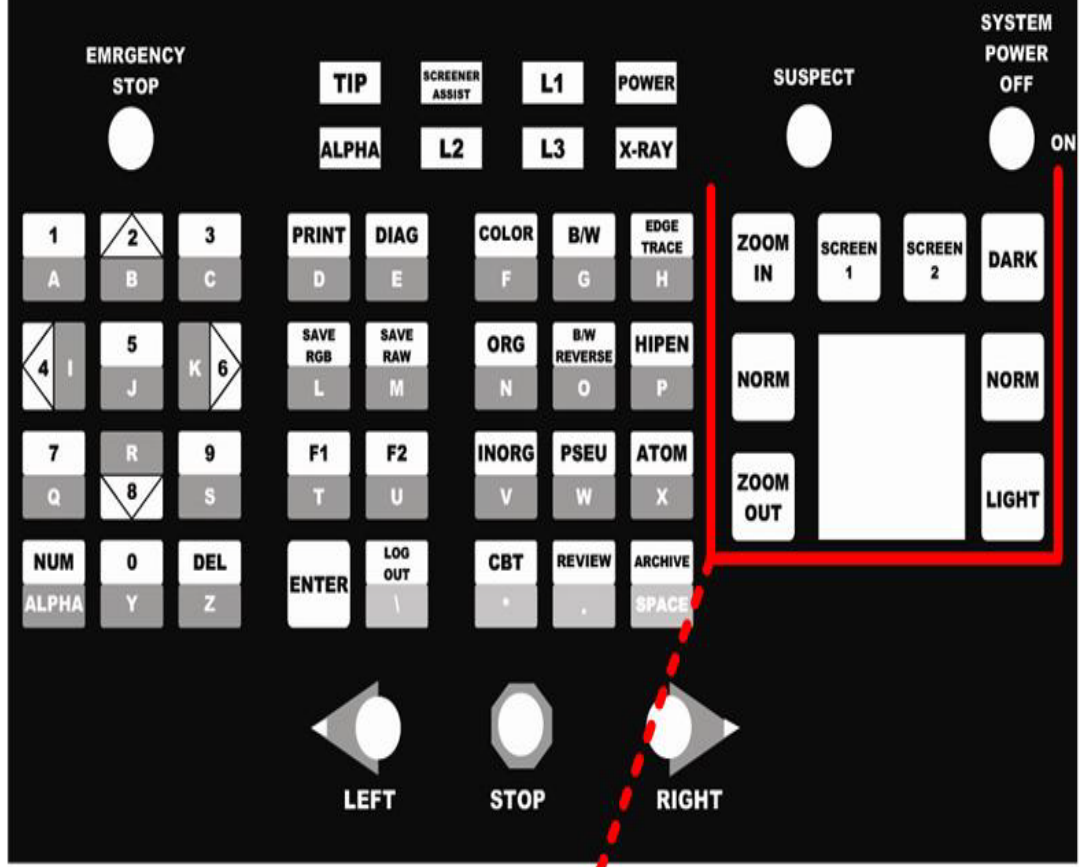 EMRGENCY
STOP
TIP
SCREENER
ASSIST
L1
POWER
ALPHA
L2
L3
X-RAY
SUSPECT
SYSTEM
POWER
OFF
ON
1
A
2
B
3
C
4
I
5
J
K
6
7
Q
R
8
9
S
NUM
ALPHA
0
Y
DEL
Z
PRINT
D
DIAG
E
SAVE
RGB
L
SAVE
RAW
M
F1
T
F2
U
ENTER
LOG
OUT
\
COLOR
F
B/W
G
EDGE
TRACE
H
ORG
N
B/W
REVERSE
O
HIPEN
P
INORG
V
PSEU
W
ATOM
X
CBT
*
REVIEW
,
ARCHIVE
SPACE
ZOOM
IN
SCREEN
1
SCREEN
2
DARK
NORM
NORM
ZOOM
OUT
LIGHT
LEFT
STOP
RIGHT